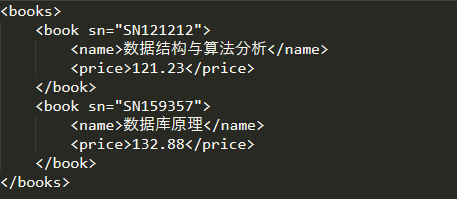 <books>
    <book sn="SN121212">
        <name>数据结构与算法分析</name>
        <price>121.23</price>
    </book>
    <book sn="SN159357">
        <name>数据库原理</name>
        <price>132.88</price>
    </book>
</books>